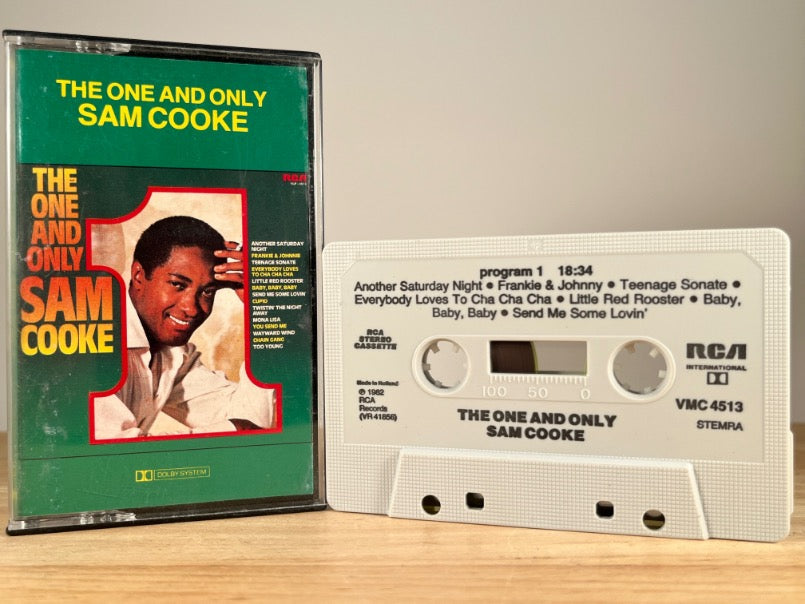 THE ONE AND ONLY
SAM COOKE
RCA
THE
ONE
AND
ONLY
SAM
COOKE
1
ANOTHER SATURDAY
NIGHT
FRANKIE & JOHNNIE
TEENAGE SONATE
EVERYBODY LOVES
TO CHA CHA CHA
LITTLE RED ROOSTER
BABY, BABY, BABY
SEND ME SOME LOVIN'
CUPID
TWISTIN' THE NIGHT
AWAY
MONA LISA
YOU SEND ME
WAYWARD WIND
CHAIN GANG
TOO YOUNG
DOLBY SYSTEM
program 1 18:34
Another Saturday Night • Frankie & Johnny • Teenage Sonate •
Everybody Loves To Cha Cha Cha • Little Red Rooster • Baby,
Baby, Baby • Send Me Some Lovin'
RCA
STEREO
CASSETTE
Made in Holland
℗ 1982
RCA
Records
(VR 41856)
100 50 0
RCA
INTERNATIONAL
VMC 4513
STEMRA
THE ONE AND ONLY
SAM COOKE